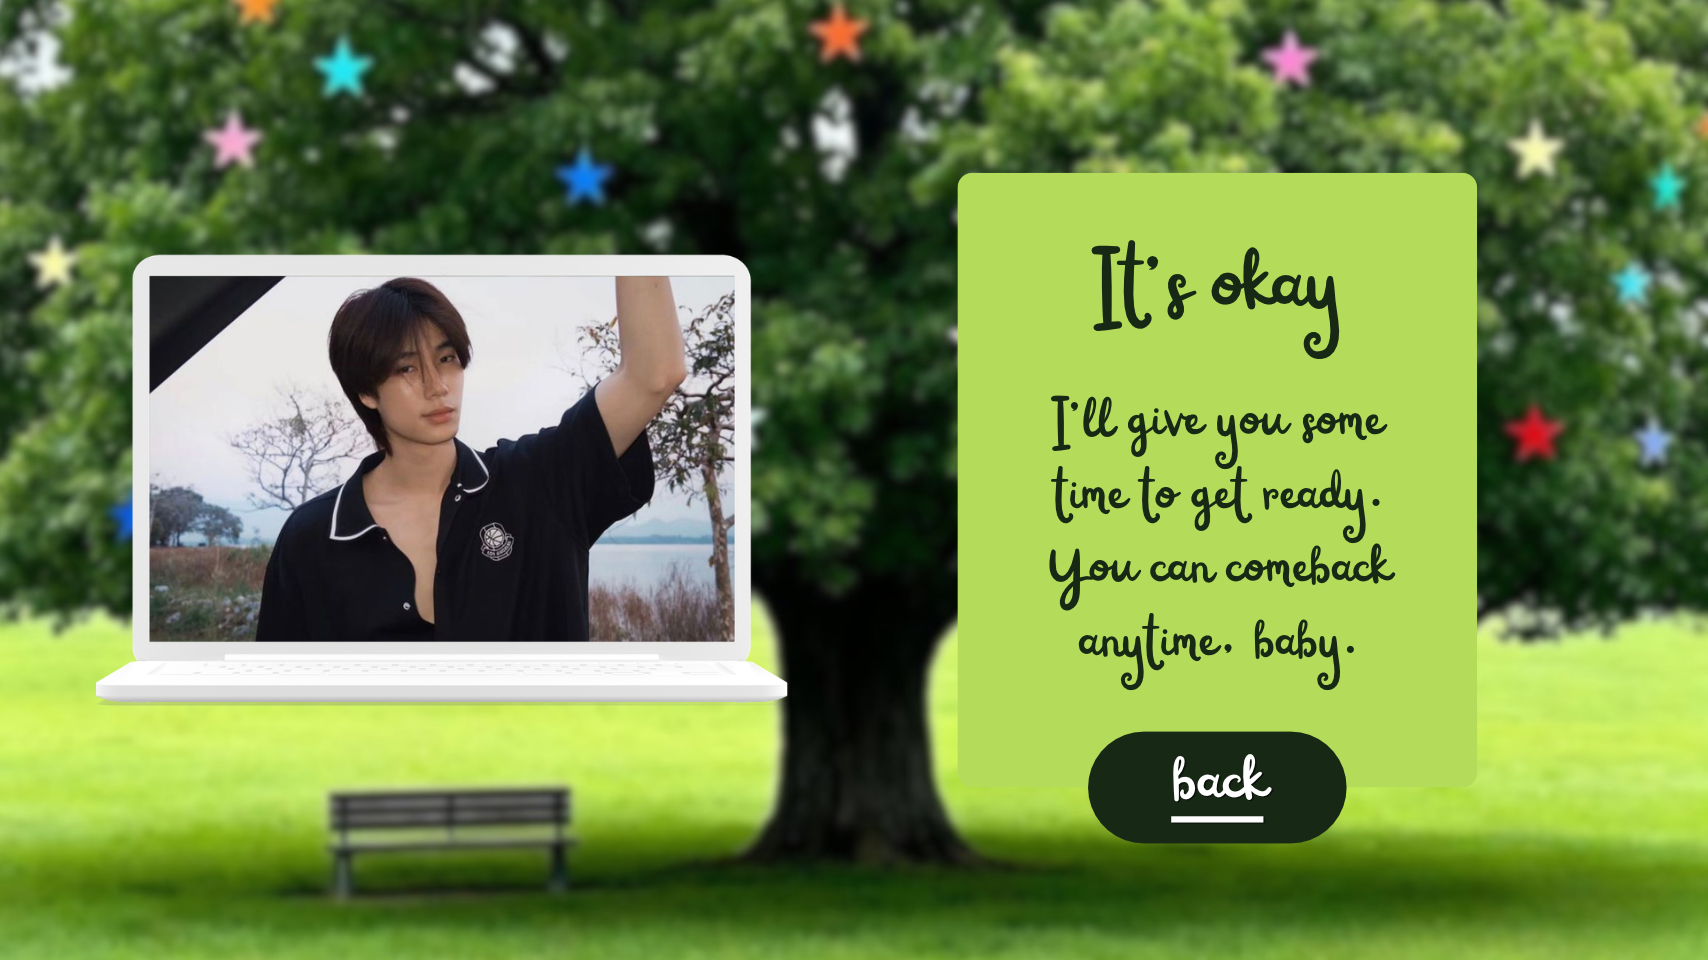 It's okay
I'll give you some
time to get ready.
You can comeback
anytime, baby.
back